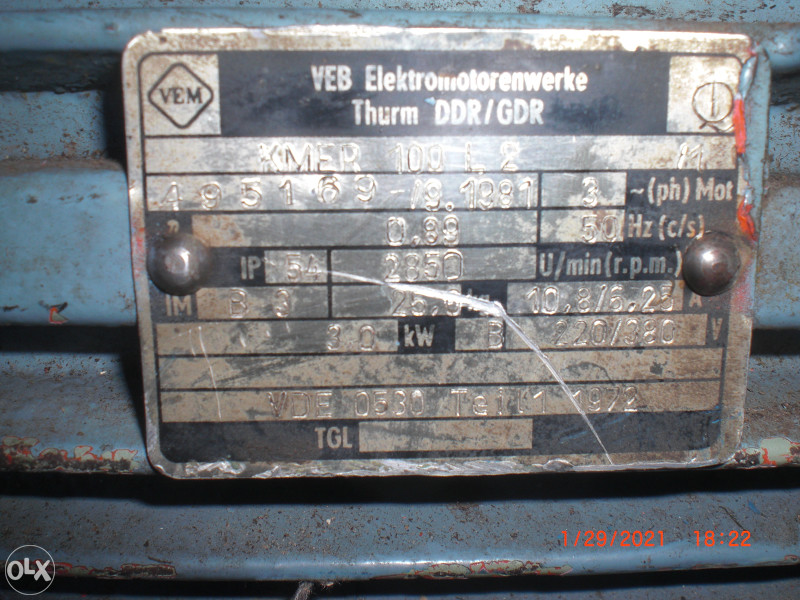 VEM
VEB Elektromotorenwerke
Thurm DDR/GDR
KMER 100 L 2 /1
495169 /9.1981 3 ~(ph) Mot
0.89 50 Hz (c/s)
IP 54 2850 U/min (r.p.m.)
IM B 3 10,8/6,25 A
3.0 kW B 220/380 V
VDE 0530 Teil1 1972
TGL
1/29/2021 18:22
OLX